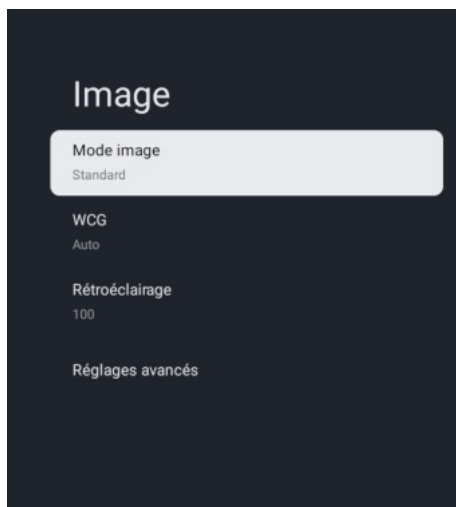 Image
Mode image
Standard
WCG
Auto
Rétroéclairage
100
Réglages avancés